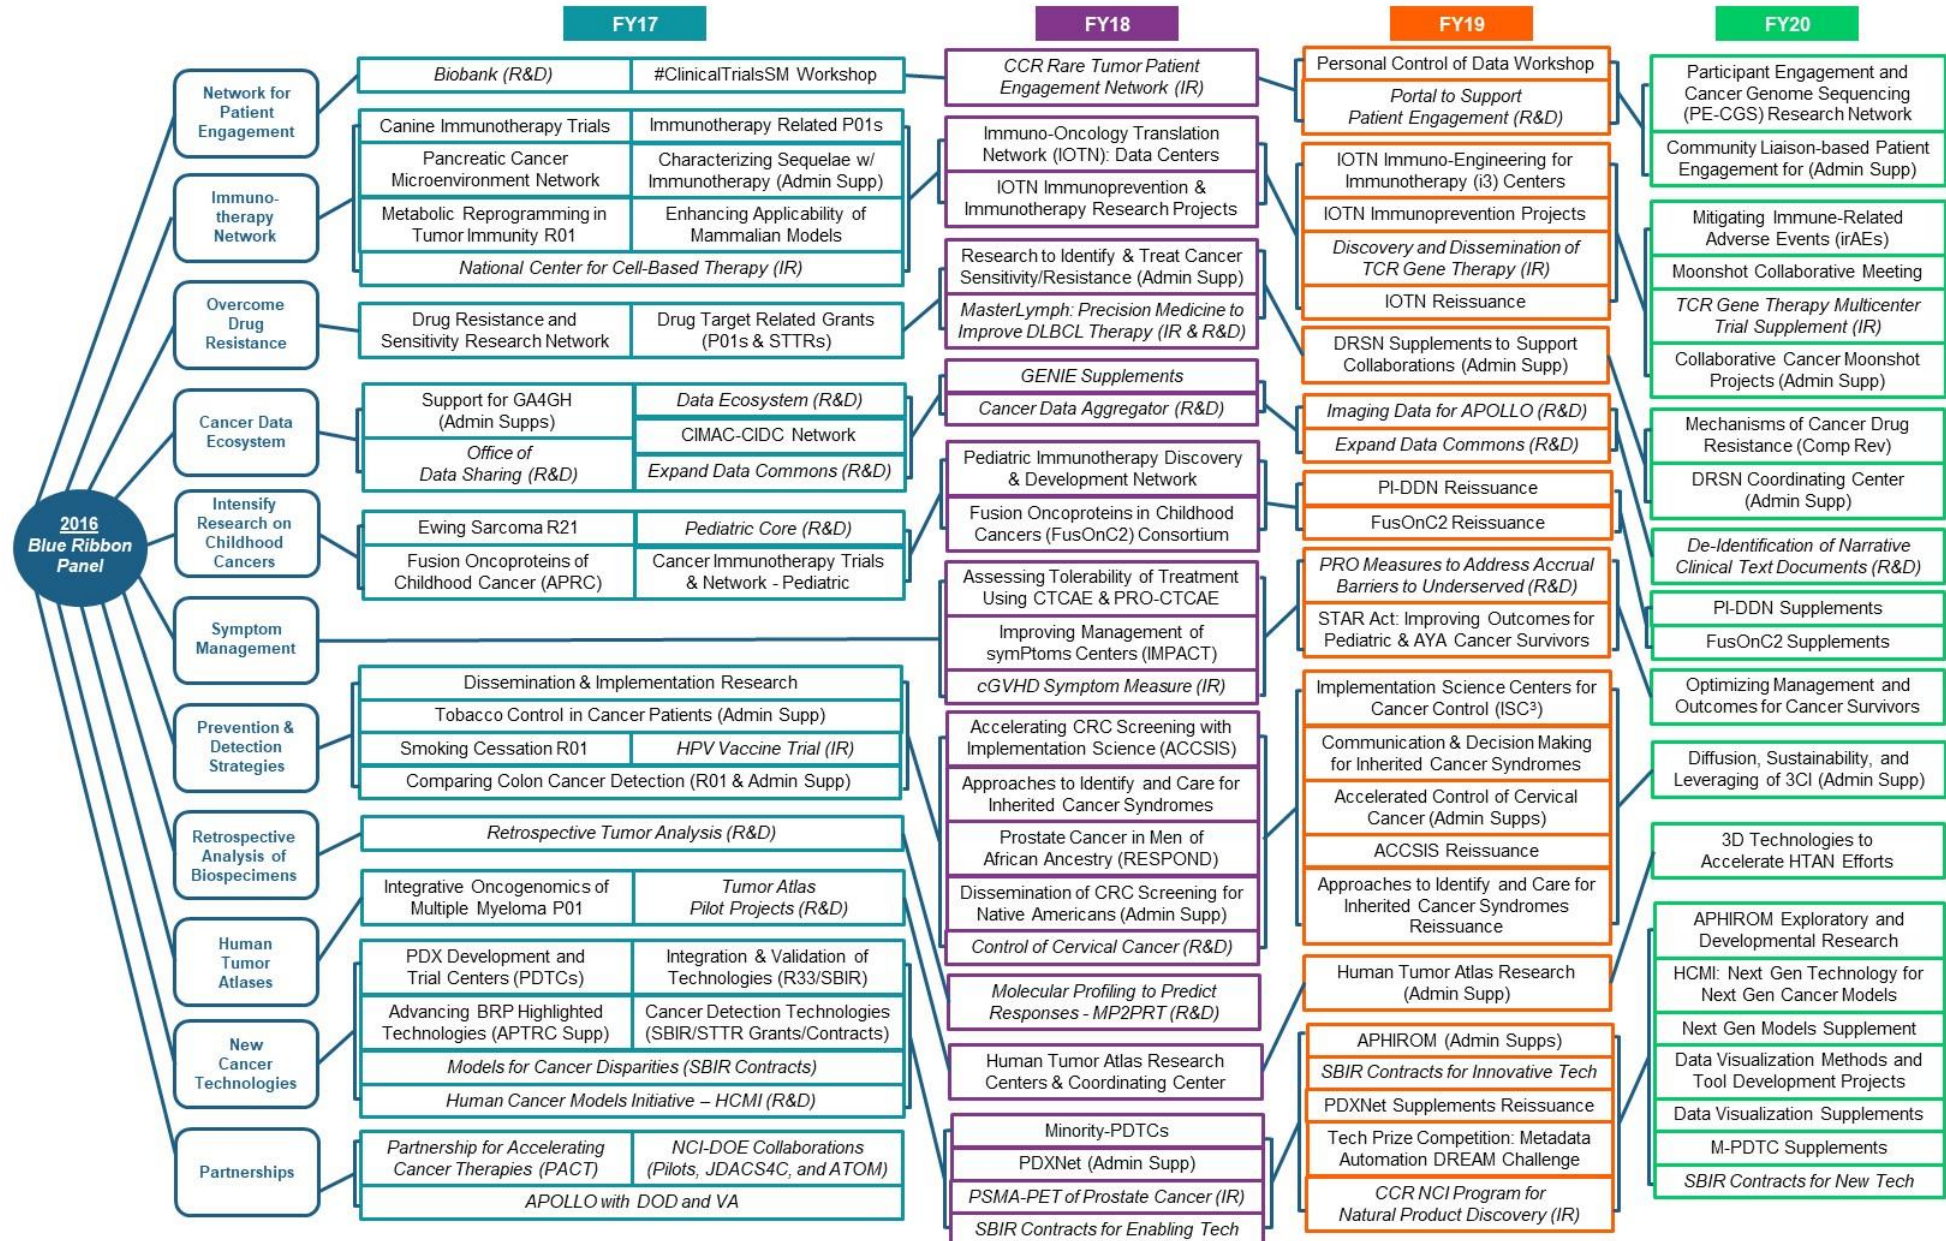 FY17
FY18
FY19
FY20
2016
Blue Ribbon
Panel
Network for
Patient
Engagement
Immuno-
therapy
Network
Overcome
Drug
Resistance
Cancer Data
Ecosystem
Intensify
Research on
Childhood
Cancers
Symptom
Management
Prevention &
Detection
Strategies
Retrospective
Analysis of
Biospecimens
Human
Tumor
Atlases
New
Cancer
Technologies
Partnerships
Biobank (R&D)
#ClinicalTrialsSM Workshop
Canine Immunotherapy Trials
Immunotherapy Related P01s
Pancreatic Cancer
Microenvironment Network
Characterizing Sequelae w/
Immunotherapy (Admin Supp)
Metabolic Reprogramming in
Tumor Immunity R01
Enhancing Applicability of
Mammalian Models
National Center for Cell-Based Therapy (IR)
Drug Resistance and
Sensitivity Research Network
Drug Target Related Grants
(P01s & STTRs)
Support for GA4GH
(Admin Supps)
Office of
Data Sharing (R&D)
Data Ecosystem (R&D)
CIMAC-CIDC Network
Expand Data Commons (R&D)
Ewing Sarcoma R21
Pediatric Core (R&D)
Fusion Oncoproteins of
Childhood Cancer (APRC)
Cancer Immunotherapy Trials
& Network - Pediatric
Dissemination & Implementation Research
Tobacco Control in Cancer Patients (Admin Supp)
Smoking Cessation R01
HPV Vaccine Trial (IR)
Comparing Colon Cancer Detection (R01 & Admin Supp)
Retrospective Tumor Analysis (R&D)
Integrative Oncogenomics of
Multiple Myeloma P01
Tumor Atlas
Pilot Projects (R&D)
PDX Development and
Trial Centers (PDTCs)
Integration & Validation of
Technologies (R33/SBIR)
Advancing BRP Highlighted
Technologies (APTRC Supp)
Cancer Detection Technologies
(SBIR/STTR Grants/Contracts)
Models for Cancer Disparities (SBIR Contracts)
Human Cancer Models Initiative – HCMI (R&D)
Partnership for Accelerating
Cancer Therapies (PACT)
NCI-DOE Collaborations
(Pilots, JDACS4C, and ATOM)
APOLLO with DOD and VA
CCR Rare Tumor Patient
Engagement Network (IR)
Immuno-Oncology Translation
Network (IOTN): Data Centers
IOTN Immunoprevention &
Immunotherapy Research Projects
Research to Identify & Treat Cancer
Sensitivity/Resistance (Admin Supp)
MasterLymph: Precision Medicine to
Improve DLBCL Therapy (IR & R&D)
GENIE Supplements
Cancer Data Aggregator (R&D)
Pediatric Immunotherapy Discovery
& Development Network
Fusion Oncoproteins in Childhood
Cancers (FusOnC2) Consortium
Assessing Tolerability of Treatment
Using CTCAE & PRO-CTCAE
Improving Management of
symPtoms Centers (IMPACT)
cGVHD Symptom Measure (IR)
Accelerating CRC Screening with
Implementation Science (ACCSIS)
Approaches to Identify and Care for
Inherited Cancer Syndromes
Prostate Cancer in Men of
African Ancestry (RESPOND)
Dissemination of CRC Screening for
Native Americans (Admin Supp)
Control of Cervical Cancer (R&D)
Molecular Profiling to Predict
Responses - MP2PRT (R&D)
Human Tumor Atlas Research
Centers & Coordinating Center
Minority-PDTCs
PDXNet (Admin Supp)
PSMA-PET of Prostate Cancer (IR)
SBIR Contracts for Enabling Tech
Personal Control of Data Workshop
Portal to Support
Patient Engagement (R&D)
IOTN Immuno-Engineering for
Immunotherapy (i3) Centers
IOTN Immunoprevention Projects
Discovery and Dissemination of
TCR Gene Therapy (IR)
IOTN Reissuance
DRSN Supplements to Support
Collaborations (Admin Supp)
Imaging Data for APOLLO (R&D)
Expand Data Commons (R&D)
PI-DDN Reissuance
FusOnC2 Reissuance
PRO Measures to Address Accrual
Barriers to Underserved (R&D)
STAR Act: Improving Outcomes for
Pediatric & AYA Cancer Survivors
Implementation Science Centers for
Cancer Control (ISC³)
Communication & Decision Making
for Inherited Cancer Syndromes
Accelerated Control of Cervical
Cancer (Admin Supps)
ACCSIS Reissuance
Approaches to Identify and Care for
Inherited Cancer Syndromes
Reissuance
Human Tumor Atlas Research
(Admin Supp)
APHIROM (Admin Supps)
SBIR Contracts for Innovative Tech
PDXNet Supplements Reissuance
Tech Prize Competition: Metadata
Automation DREAM Challenge
CCR NCI Program for
Natural Product Discovery (IR)
Participant Engagement and
Cancer Genome Sequencing
(PE-CGS) Research Network
Community Liaison-based Patient
Engagement for (Admin Supp)
Mitigating Immune-Related
Adverse Events (irAEs)
Moonshot Collaborative Meeting
TCR Gene Therapy Multicenter
Trial Supplement (IR)
Collaborative Cancer Moonshot
Projects (Admin Supp)
Mechanisms of Cancer Drug
Resistance (Comp Rev)
DRSN Coordinating Center
(Admin Supp)
De-Identification of Narrative
Clinical Text Documents (R&D)
PI-DDN Supplements
FusOnC2 Supplements
Optimizing Management and
Outcomes for Cancer Survivors
Diffusion, Sustainability, and
Leveraging of 3CI (Admin Supp)
3D Technologies to
Accelerate HTAN Efforts
APHIROM Exploratory and
Developmental Research
HCMI: Next Gen Technology for
Next Gen Cancer Models
Next Gen Models Supplement
Data Visualization Methods and
Tool Development Projects
Data Visualization Supplements
M-PDTC Supplements
SBIR Contracts for New Tech